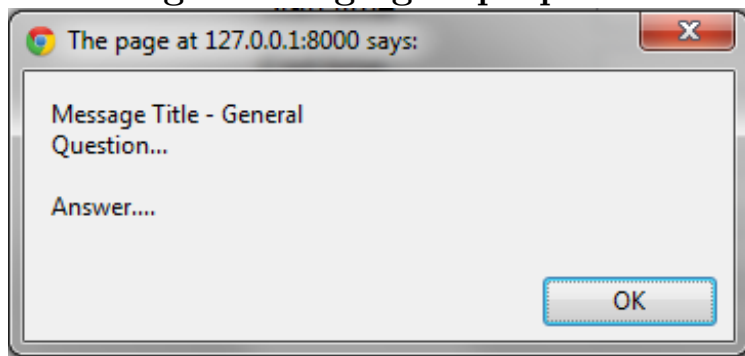 The page at 127.0.0.1:8000 says:
Message Title - General
Question...
Answer....
OK